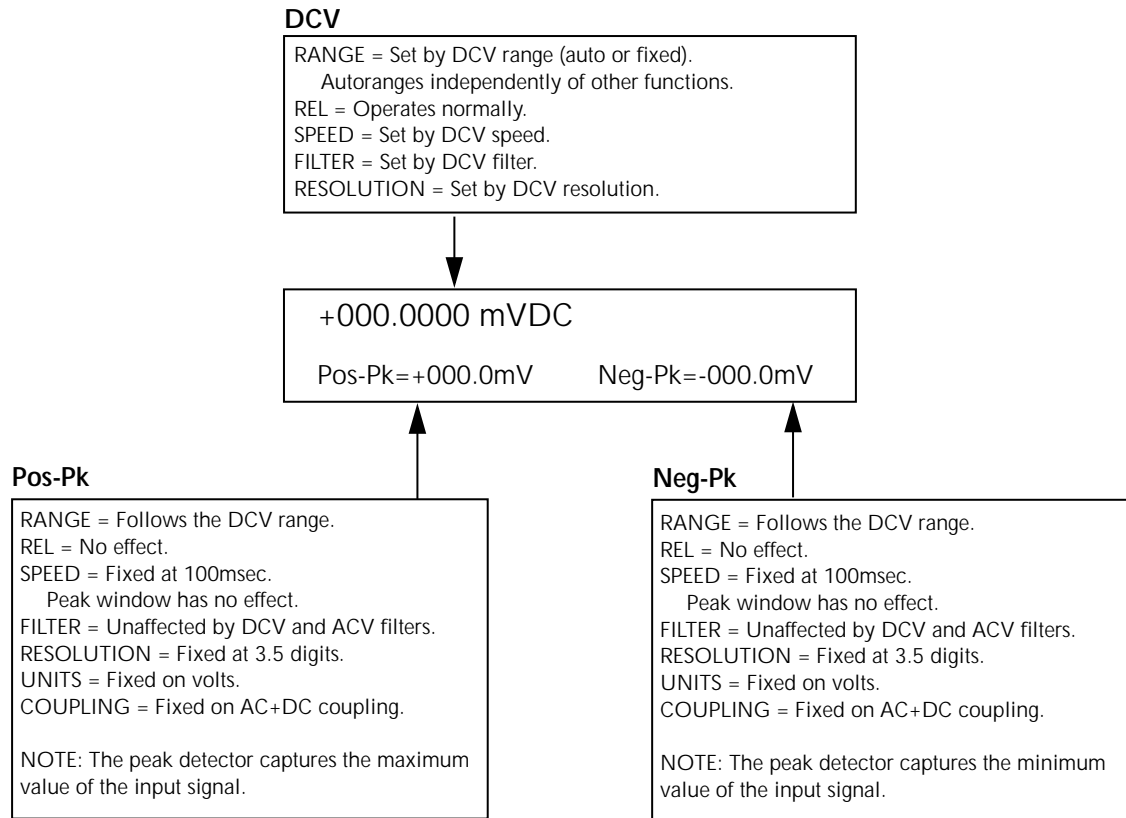 DCV
RANGE = Set by DCV range (auto or fixed).
Autoranges independently of other functions.
REL = Operates normally.
SPEED = Set by DCV speed.
FILTER = Set by DCV filter.
RESOLUTION = Set by DCV resolution.
+000.0000 mVDC
Pos-Pk=+000.0mV Neg-Pk=-000.0mV
Pos-Pk
RANGE = Follows the DCV range.
REL = No effect.
SPEED = Fixed at 100msec.
Peak window has no effect.
FILTER = Unaffected by DCV and ACV filters.
RESOLUTION = Fixed at 3.5 digits.
UNITS = Fixed on volts.
COUPLING = Fixed on AC+DC coupling.
NOTE: The peak detector captures the maximum
value of the input signal.
Neg-Pk
RANGE = Follows the DCV range.
REL = No effect.
SPEED = Fixed at 100msec.
Peak window has no effect.
FILTER = Unaffected by DCV and ACV filters.
RESOLUTION = Fixed at 3.5 digits.
UNITS = Fixed on volts.
COUPLING = Fixed on AC+DC coupling.
NOTE: The peak detector captures the minimum
value of the input signal.